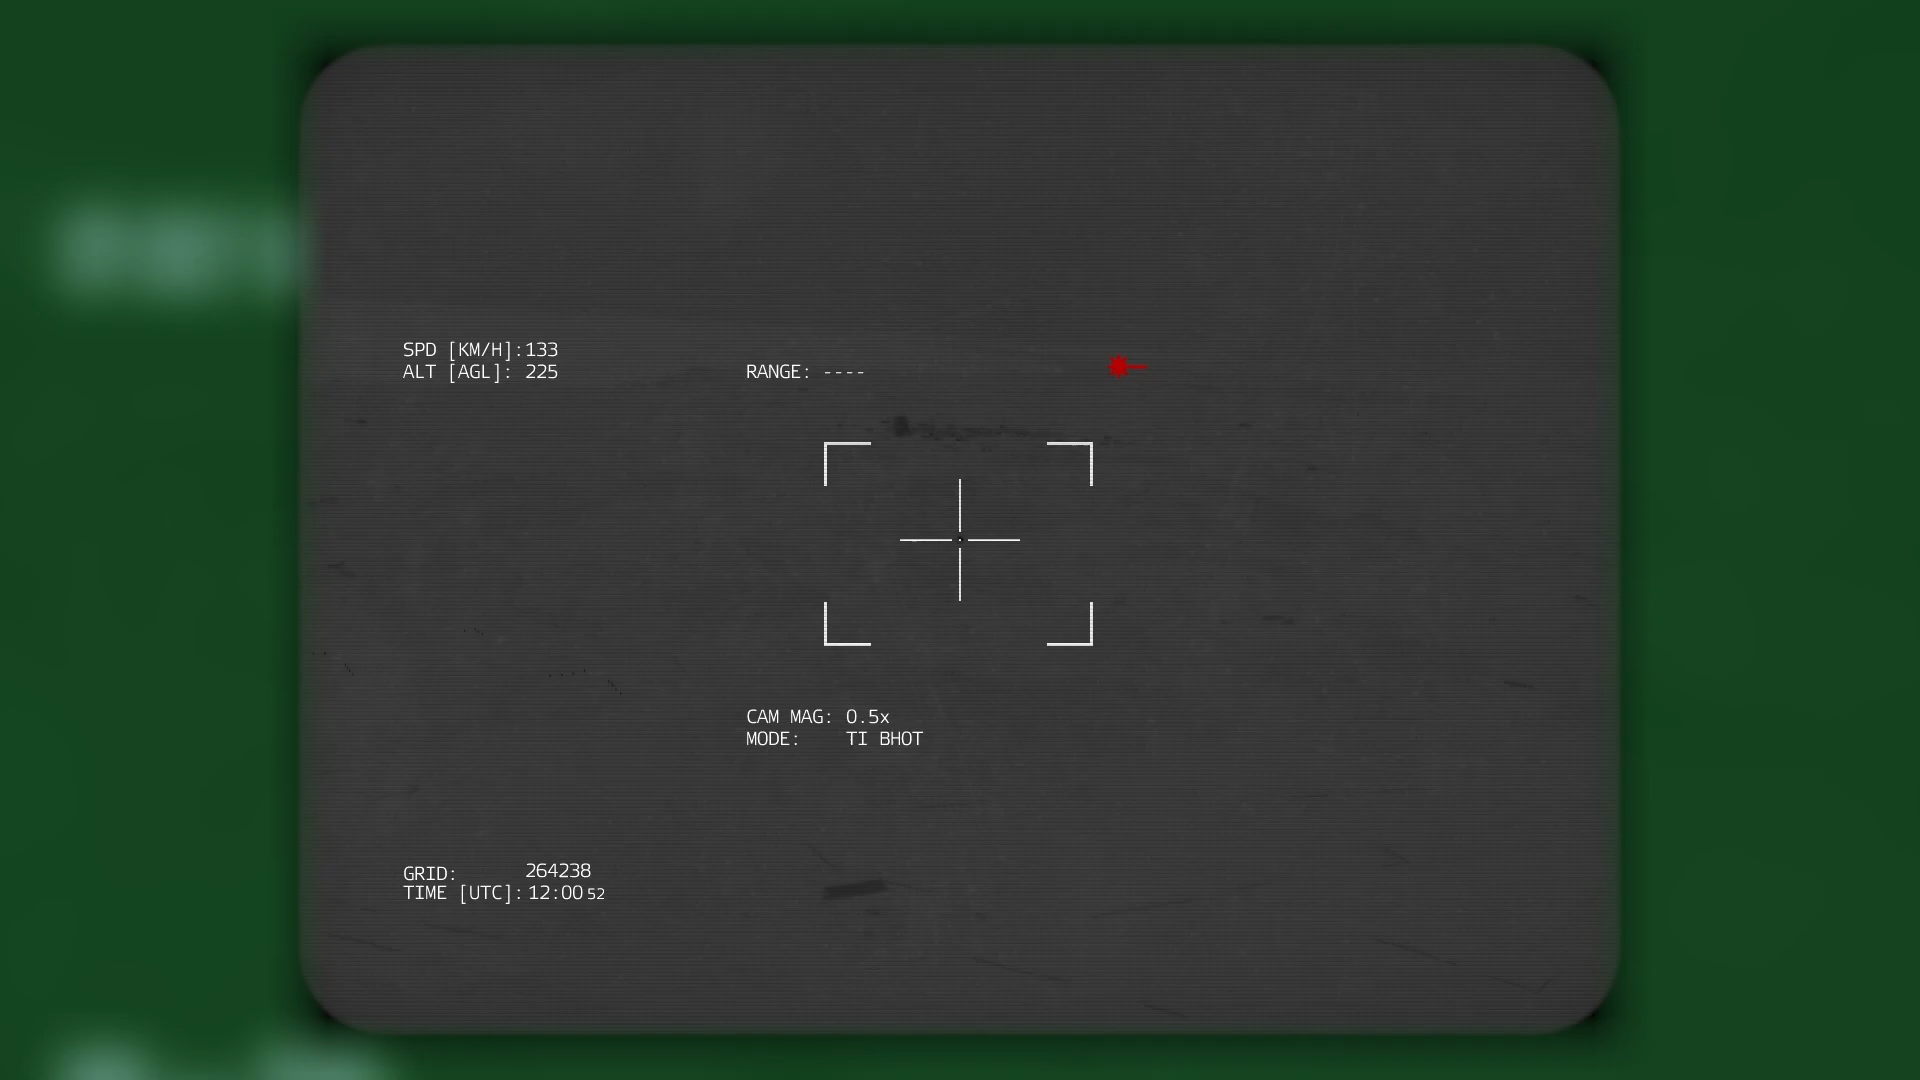 SPD [KM/H]:133
ALT [AGL]: 225
RANGE: ----
CAM MAG: 0.5x
MODE: TI BHOT
GRID: 264238
TIME [UTC]:12:00 52